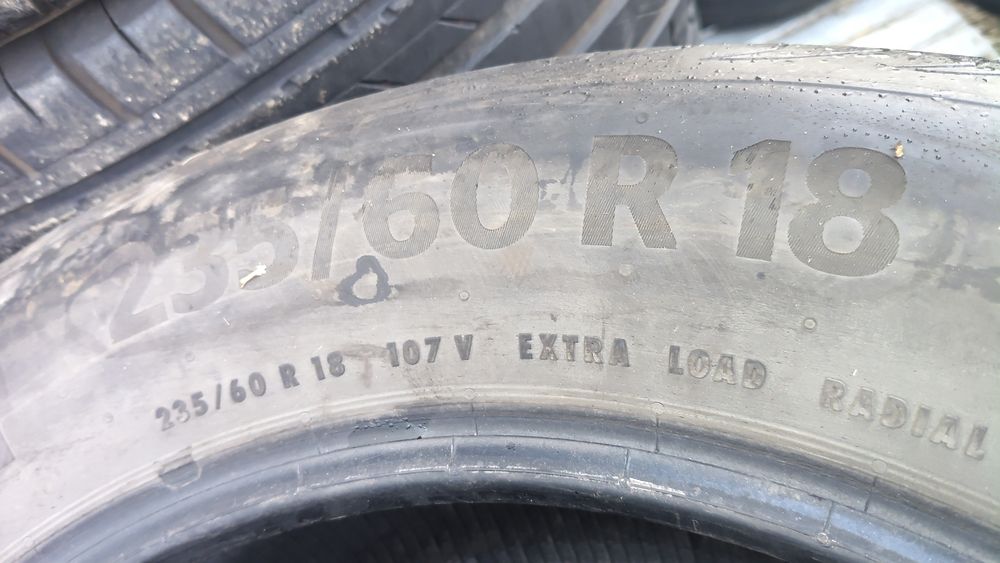 235/60 R 18
235/60 R 18 107 V EXTRA LOAD RADIAL